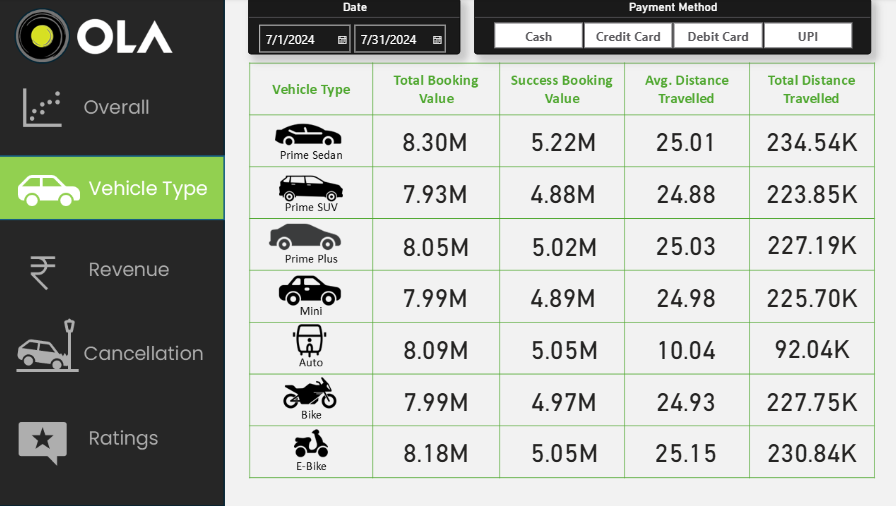 OLA
Overall
Vehicle Type
Revenue
Cancellation
Ratings
Date
7/1/2024 7/31/2024
Payment Method
Cash Credit Card Debit Card UPI
Vehicle Type Total Booking Value Success Booking Value Avg. Distance Travelled Total Distance Travelled
Prime Sedan 8.30M 5.22M 25.01 234.54K
Prime SUV 7.93M 4.88M 24.88 223.85K
Prime Plus 8.05M 5.02M 25.03 227.19K
Mini 7.99M 4.89M 24.98 225.70K
Auto 8.09M 5.05M 10.04 92.04K
Bike 7.99M 4.97M 24.93 227.75K
E-Bike 8.18M 5.05M 25.15 230.84K